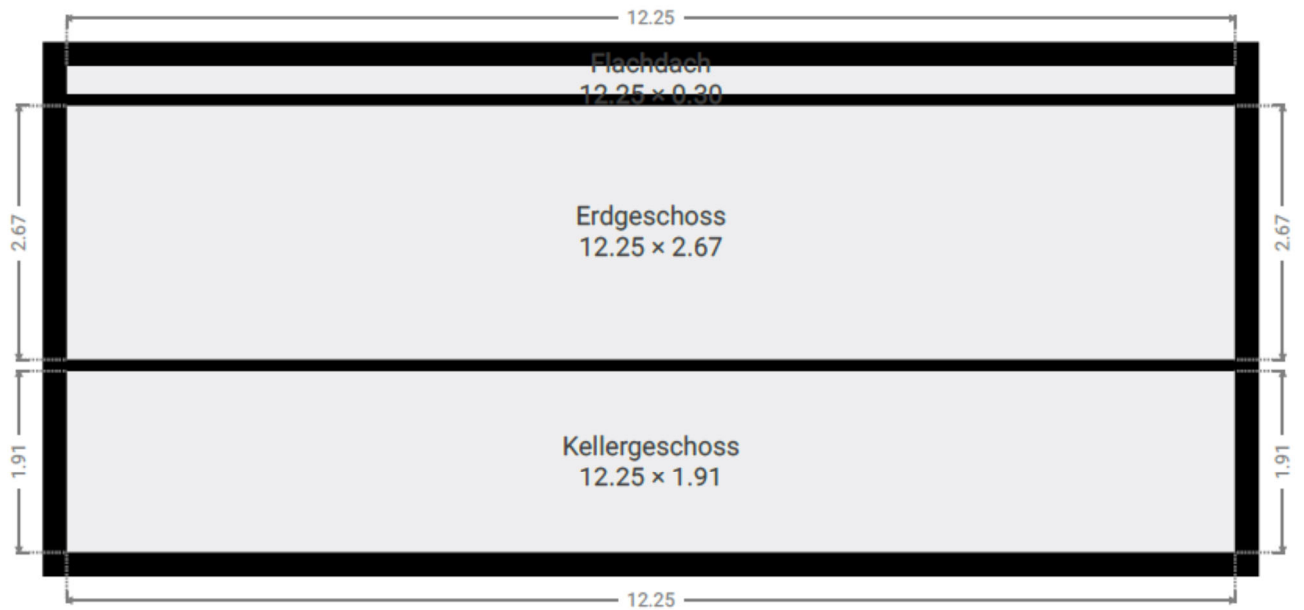 12.25
Flachdach
12.25 × 0.30
2.67
Erdgeschoss
12.25 × 2.67
2.67
1.91
Kellergeschoss
12.25 × 1.91
1.91
12.25